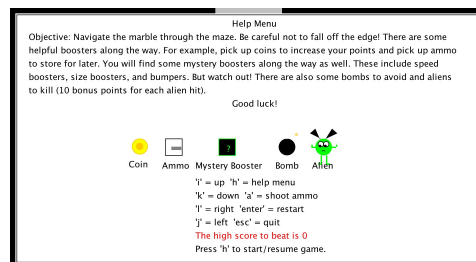 Help Menu
Objective: Navigate the marble through the maze. Be careful not to fall off the edge! There are some
helpful boosters along the way. For example, pick up coins to increase your points and pick up ammo
to store for later. You will find some mystery boosters along the way as well. These include speed
boosters, size boosters, and bumpers. But watch out! There are also some bombs to avoid and aliens
to kill (10 bonus points for each alien hit).
Good luck!
?
Coin Ammo Mystery Booster Bomb Alien
'i' = up 'h' = help menu
'k' = down 'a' = shoot ammo
'l' = right 'enter' = restart
'j' = left 'esc' = quit
The high score to beat is 0
Press 'h' to start/resume game.